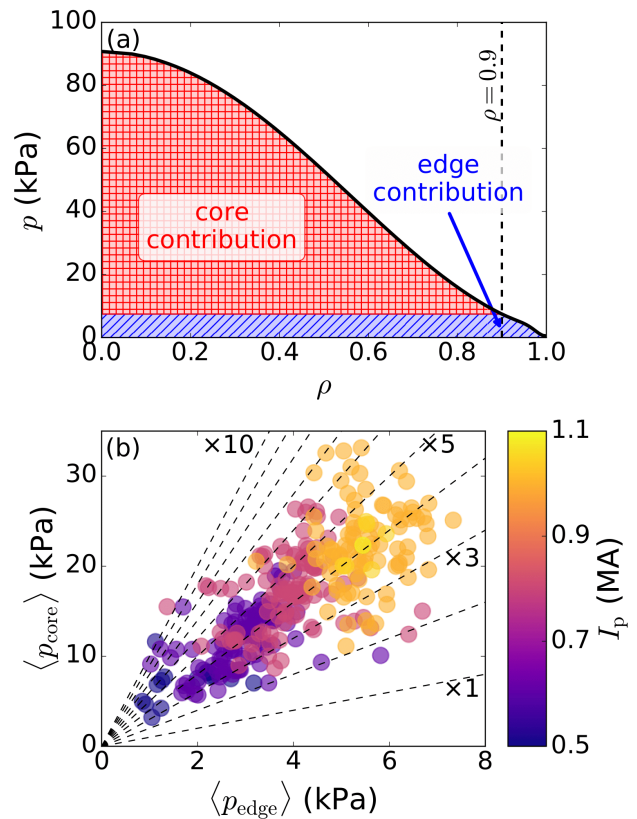 100
(a)
80
60
40
20
0
p (kPa)
ρ = 0.9
edge
contribution
core
contribution
0.0 0.2 0.4 0.6 0.8 1.0
ρ
(b)
×10
×5
×3
×1
30
20
10
0
⟨p_core⟩ (kPa)
0 2 4 6 8
⟨p_edge⟩ (kPa)
1.1
0.9
0.7
0.5
I_p (MA)